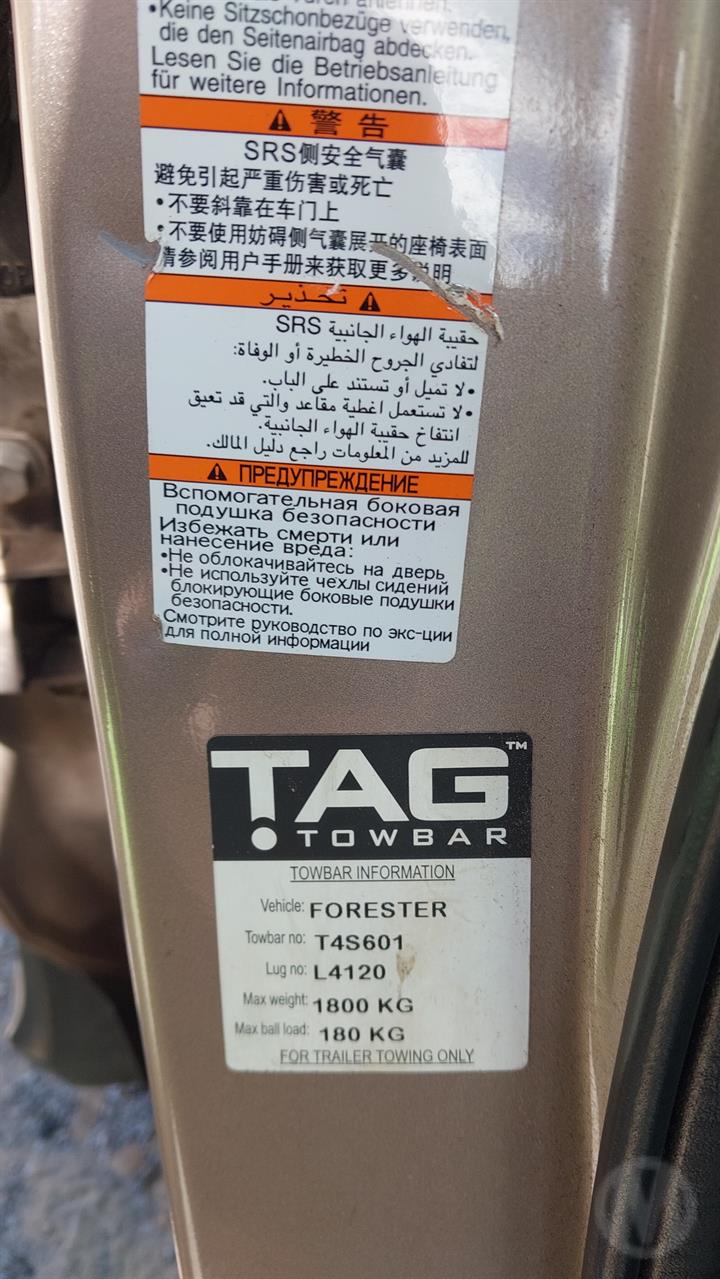 •Keine Sitzschonbezüge verwenden,
die den Seitenairbag abdecken.
Lesen Sie die Betriebsanleitung
für weitere Informationen.
警告
SRS侧安全气囊
避免引起严重伤害或死亡
•不要斜靠在车门上
•不要使用妨碍侧气囊展开的座椅表面
请参阅用户手册来获取更多说明
تحذير
حقيبة الهواء الجانبية SRS
لتفادي الجروح الخطيرة أو الوفاة:
•لا تميل أو تستند على الباب.
•لا تستعمل اغطية مقاعد والتي قد تعيق
انتفاخ حقيبة الهواء الجانبية.
للمزيد من المعلومات راجع دليل المالك.
ПРЕДУПРЕЖДЕНИЕ
Вспомогательная боковая
подушка безопасности
Избежать смерти или
нанесение вреда:
•Не облокачивайтесь на дверь
•Не используйте чехлы сидений
блокирующие боковые подушки
безопасности.
Смотрите руководство по экс-ции
для полной информации
TAG™
TOWBAR
TOWBAR INFORMATION
Vehicle: FORESTER
Towbar no: T4S601
Lug no: L4120
Max weight: 1800 KG
Max ball load: 180 KG
FOR TRAILER TOWING ONLY